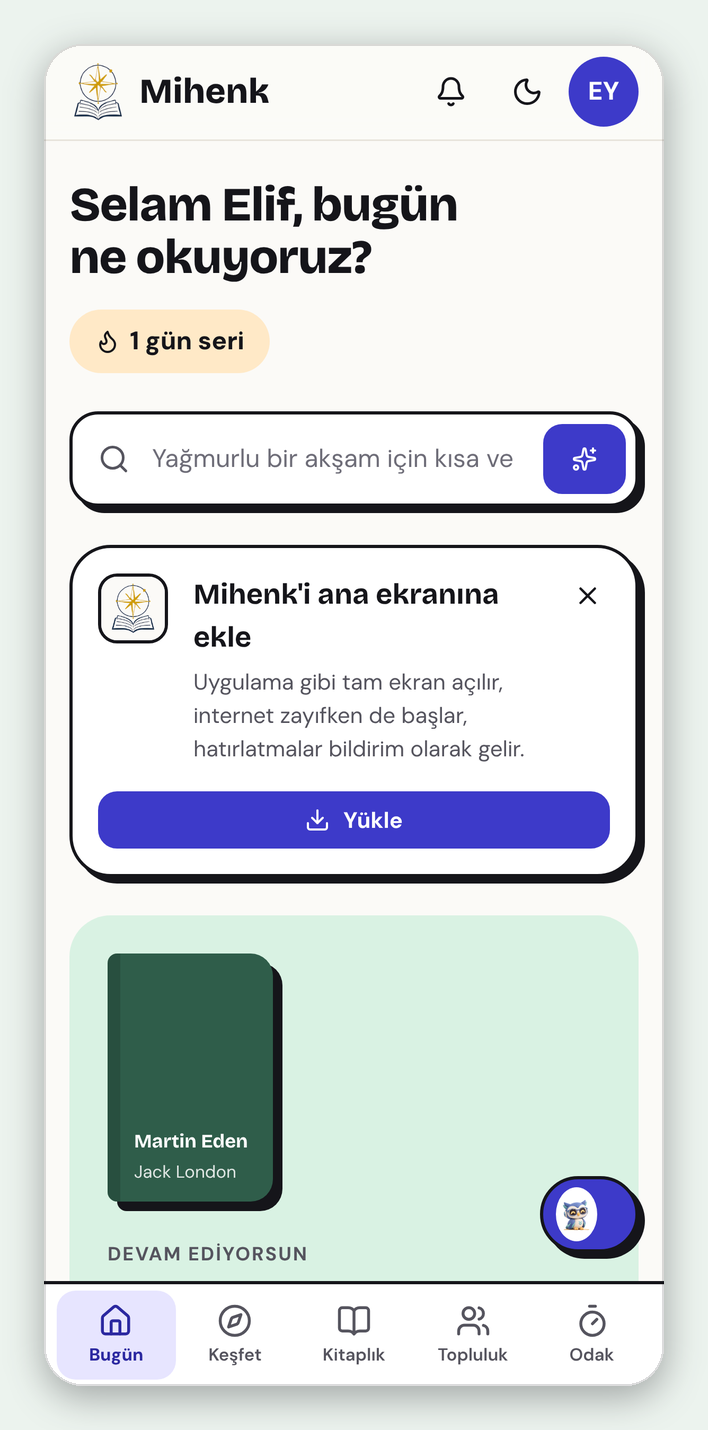 Mihenk
EY
Selam Elif, bugün
ne okuyoruz?
1 gün seri
Yağmurlu bir akşam için kısa ve
Mihenk'i ana ekranına
ekle
Uygulama gibi tam ekran açılır,
internet zayıfken de başlar,
hatırlatmalar bildirim olarak gelir.
Yükle
Martin Eden
Jack London
DEVAM EDİYORSUN
Bugün
Keşfet
Kitaplık
Topluluk
Odak